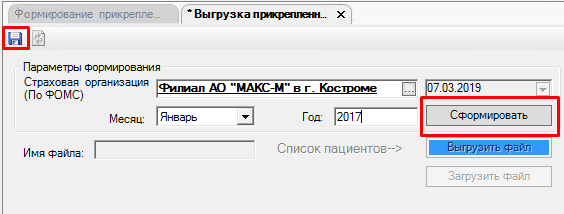 Формирование прикрепле...
* Выгрузка прикрепленн...
Параметры формирования
Страховая организация
(По ФОМС)
Филиал АО "МАКС-М" в г. Костроме
...
07.03.2019
Месяц:
Январь
Год:
2017
Сформировать
Имя Файла:
Список пациентов-->
Выгрузить файл
Загрузить Файл